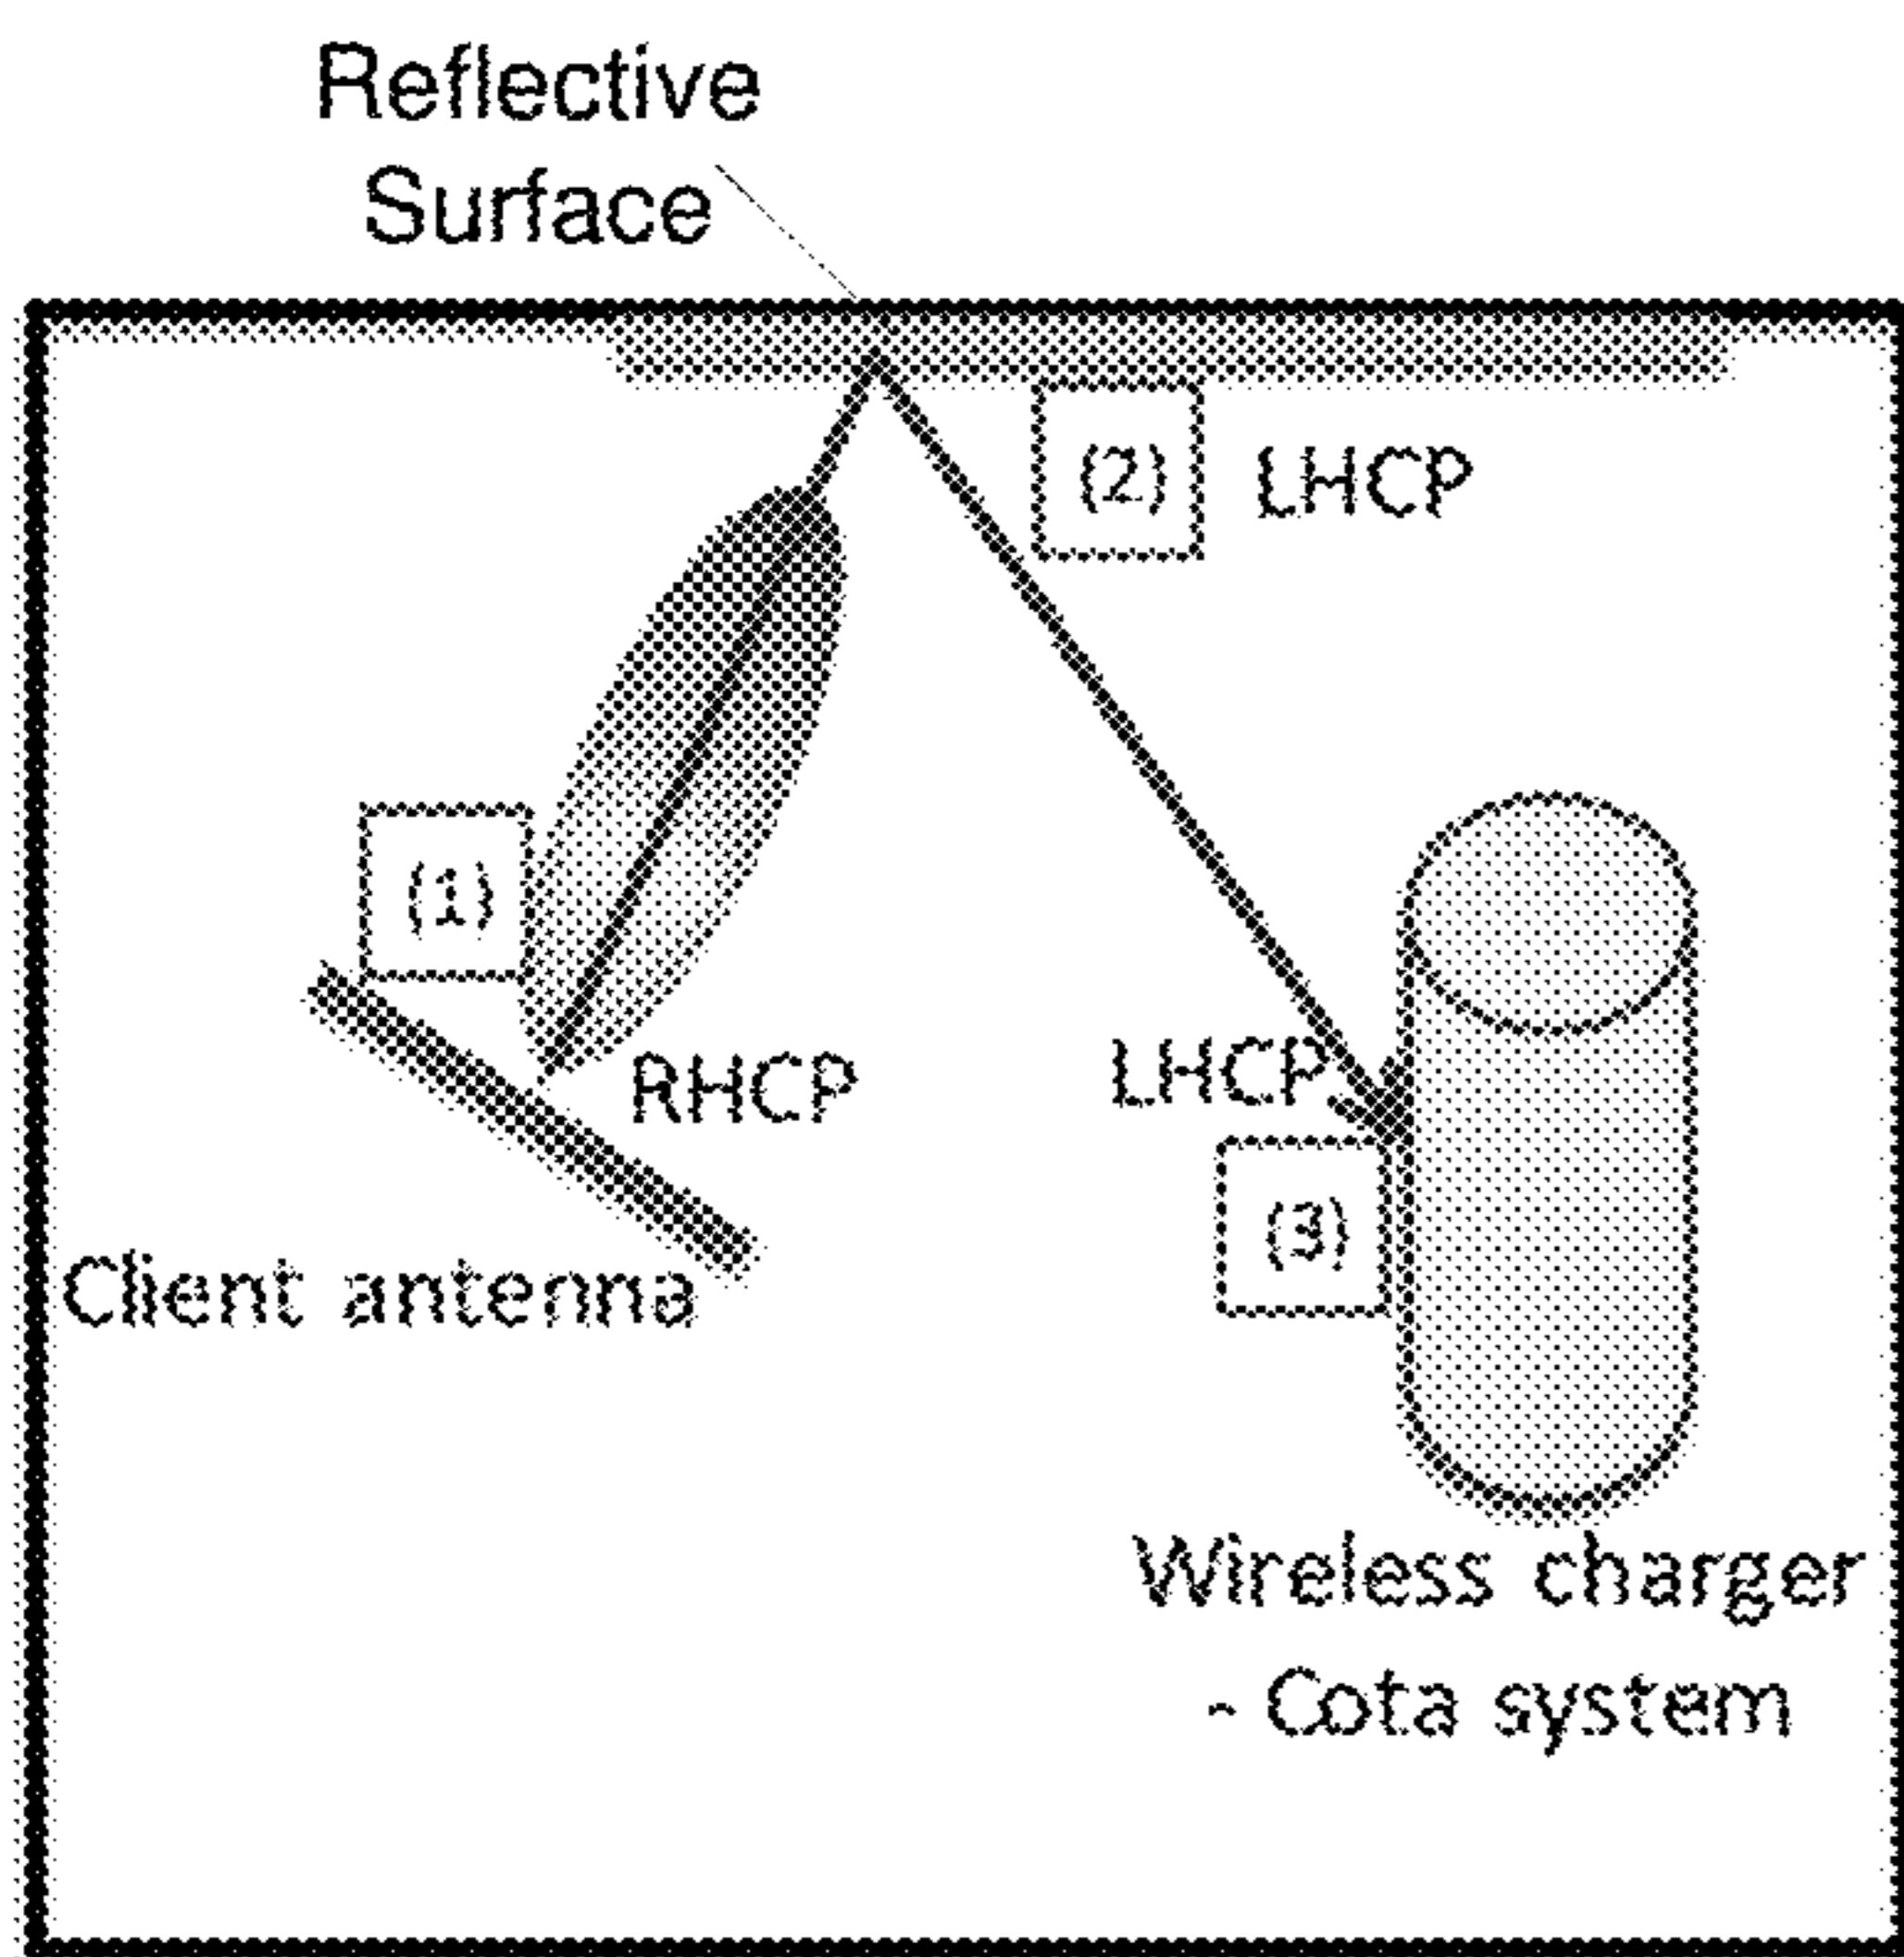 Reflective
Surface
(2) LHCP
(1)
RHCP
LHCP
(3)
Client antenna
Wireless charger
- Cota system